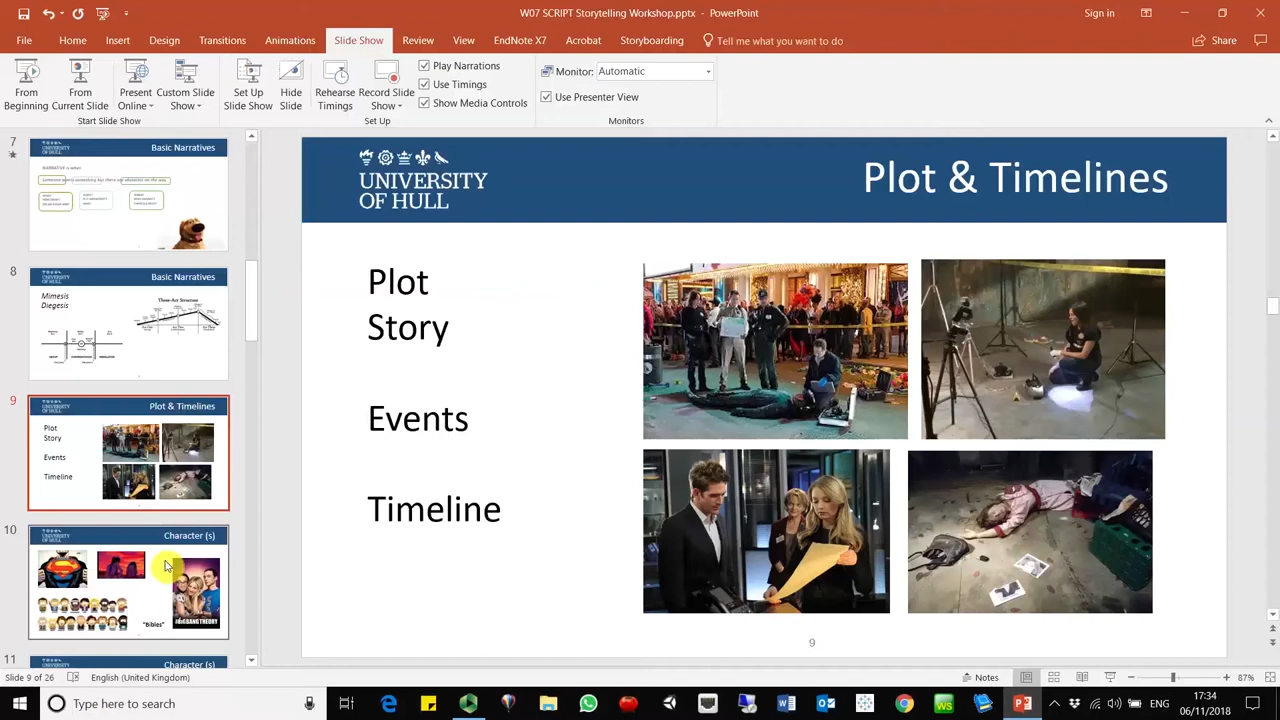 W07 SCRIPT Storytelling Workshop.pptx - PowerPoint
Sign in
File
Home
Insert
Design
Transitions
Animations
Slide Show
Review
View
EndNote X7
Acrobat
Storyboarding
Tell me what you want to do
Share
From Beginning
From Current Slide
Present Online
Custom Slide Show
Start Slide Show
Set Up Slide Show
Hide Slide
Rehearse Timings
Record Slide Show
Play Narrations
Use Timings
Show Media Controls
Set Up
Monitor:
Automatic
Use Presenter View
Monitors
7
Basic Narratives
8
Basic Narratives
Mimesis
Diegesis
Three-Act Structure
9
Plot & Timelines
Plot
Story
Events
Timeline
10
Character (s)
"Bibles"
BANG THEORY
11
Character (s)
UNIVERSITY
OF HULL
Plot & Timelines
Plot
Story
Events
Timeline
9
Slide 9 of 26
English (United Kingdom)
Notes
87%
Type here to search
ENG
17:34
06/11/2018